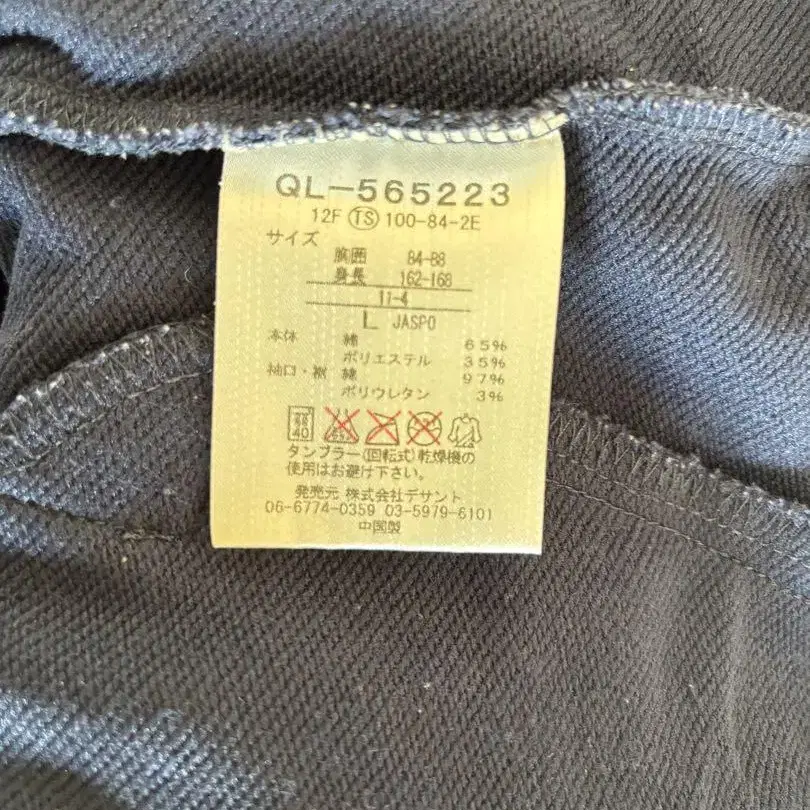 QL-565223
12F TS 100-84-2E
サイズ
胸囲 84-88
身長 162-168
11-4
L JASPO
本体 綿 65%
ポリエステル 35%
袖口・裾 綿 97%
ポリウレタン 3%
40
タンブラー(回転式)乾燥機の
使用はお避け下さい。
発売元 株式会社デサント
06-6774-0359 03-5979-6101
中国製